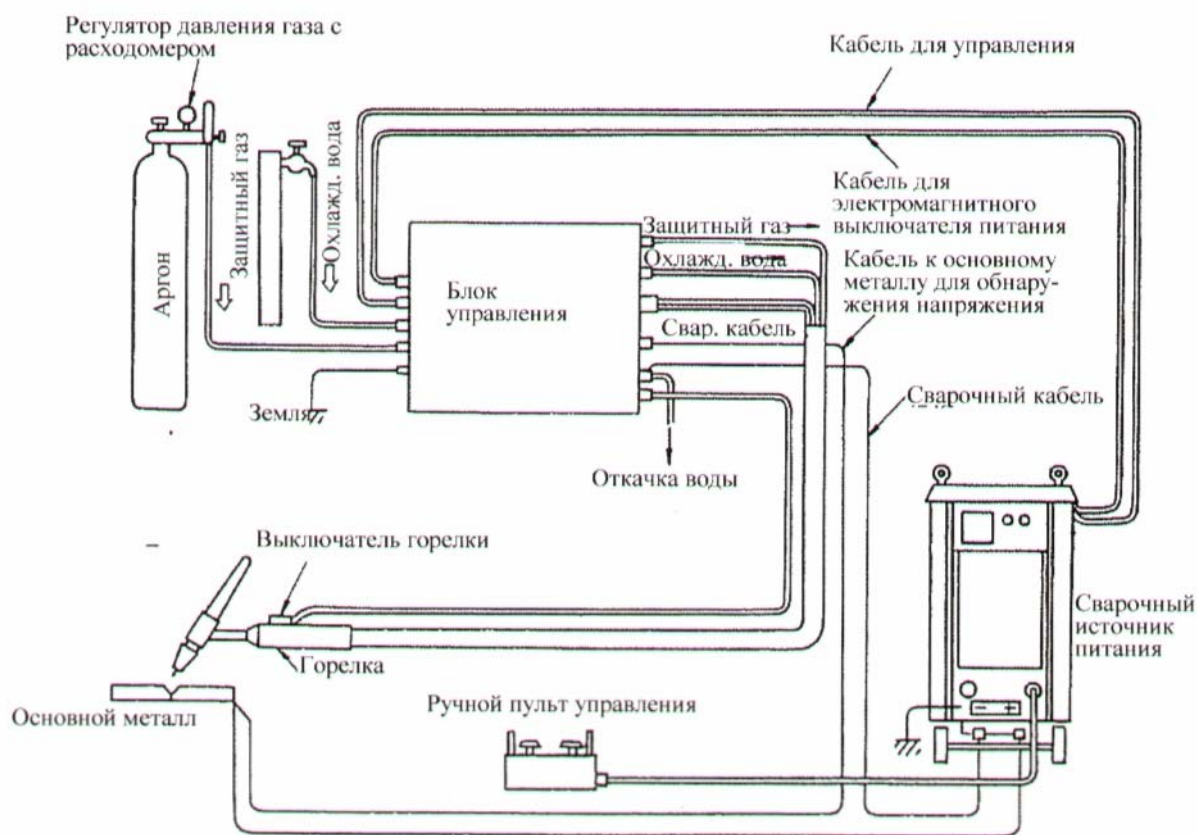 Регулятор давления газа с
расходомером
Кабель для управления
Защитный газ
Охлажд. вода
Аргон
Кабель для
электромагнитного
выключателя питания
Защитный газ
Охлажд. вода
Кабель к основному
металлу для обнару-
жения напряжения
Блок
управления
Свар. кабель
Земля
Сварочный кабель
Откачка воды
Выключатель горелки
Сварочный
источник
питания
Горелка
Основной металл
Ручной пульт управления